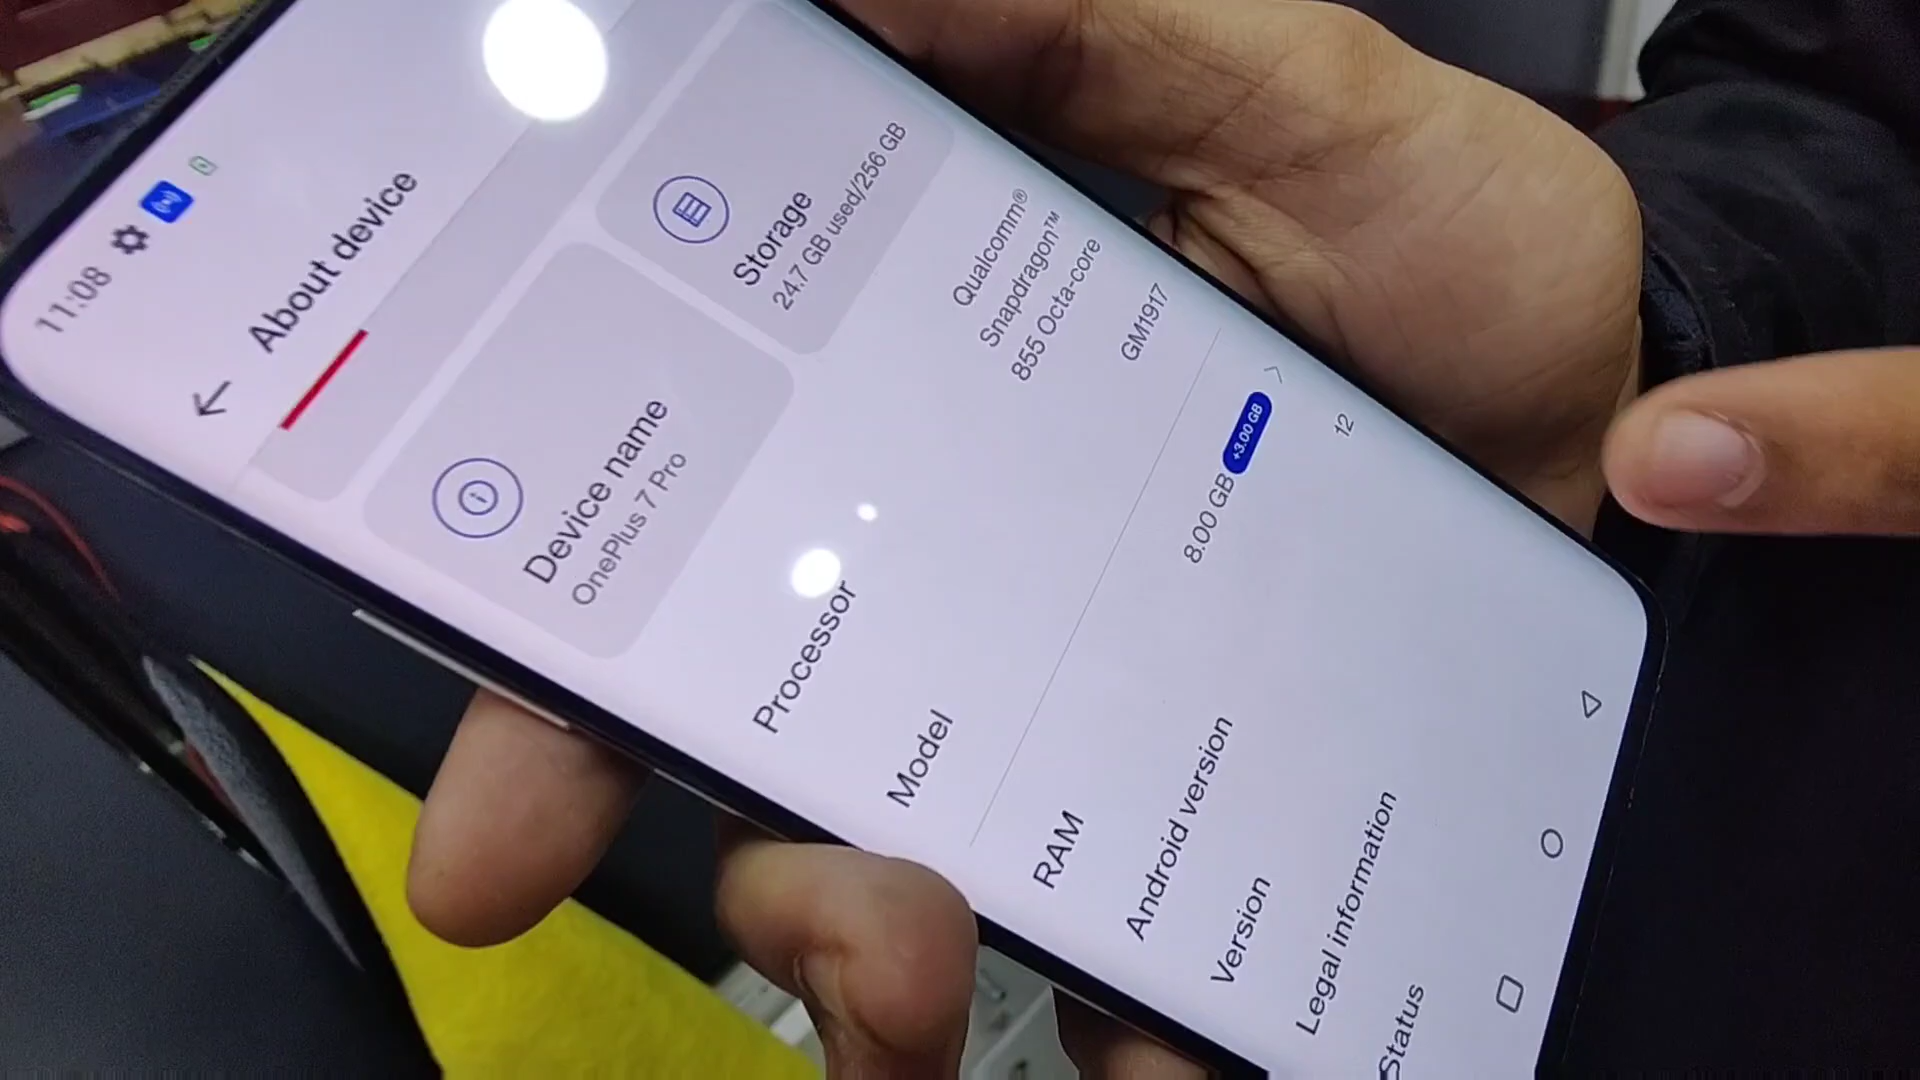 11:08
About device
Device name
OnePlus 7 Pro
Storage
24.7 GB used/256 GB
Processor
Qualcomm®
Snapdragon™
855 Octa-core
Model
GM1917
RAM
8.00 GB +3.00 GB
Android version
12
Version
Legal information
Status